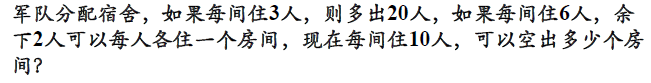 军队分配宿舍，如果每间住3人，则多出20人，如果每间住6人，余
下2人可以每人各住一个房间，现在每间住10人，可以空出多少个房
间？